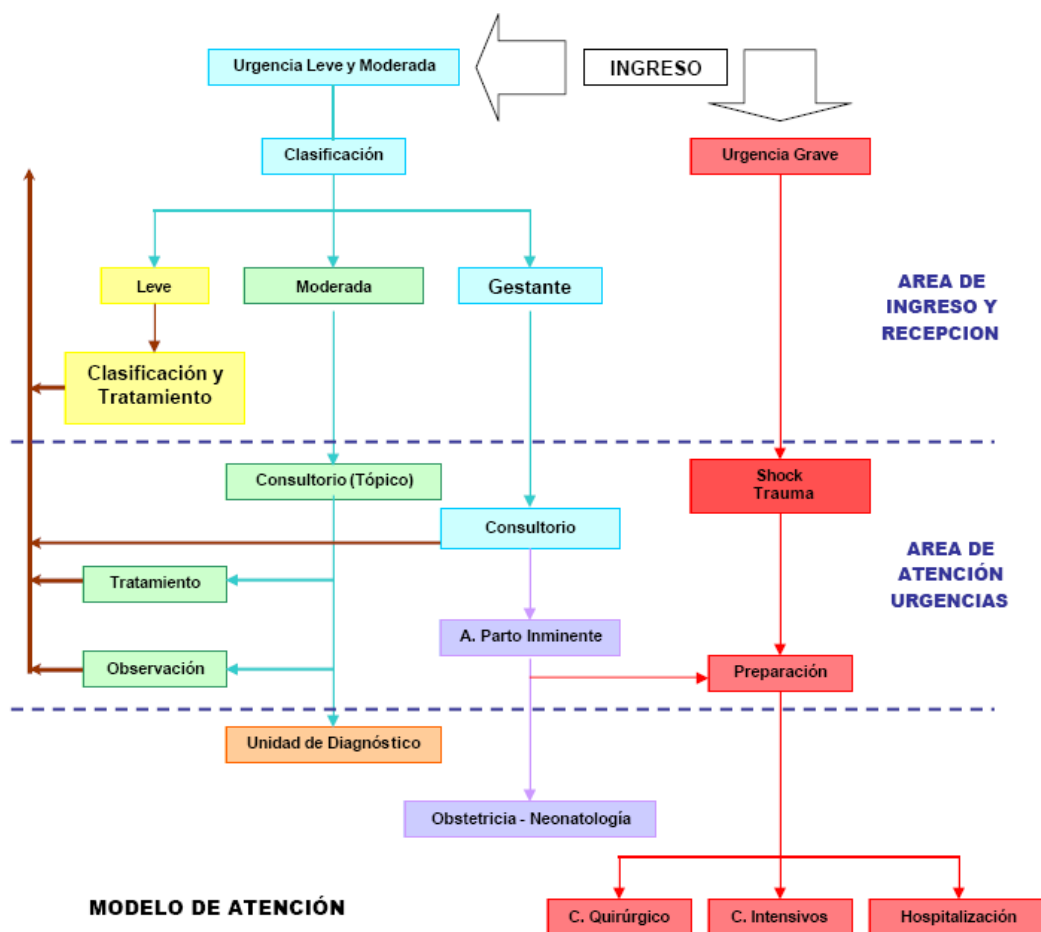 INGRESO
Urgencia Leve y Moderada
Clasificación
Urgencia Grave
Leve
Moderada
Gestante
AREA DE
INGRESO Y
RECEPCION
Clasificación y
Tratamiento
Consultorio (Tópico)
Shock
Trauma
Consultorio
AREA DE
ATENCIÓN
URGENCIAS
Tratamiento
A. Parto Inminente
Observación
Preparación
Unidad de Diagnóstico
Obstetricia - Neonatología
MODELO DE ATENCIÓN
C. Quirúrgico
C. Intensivos
Hospitalización